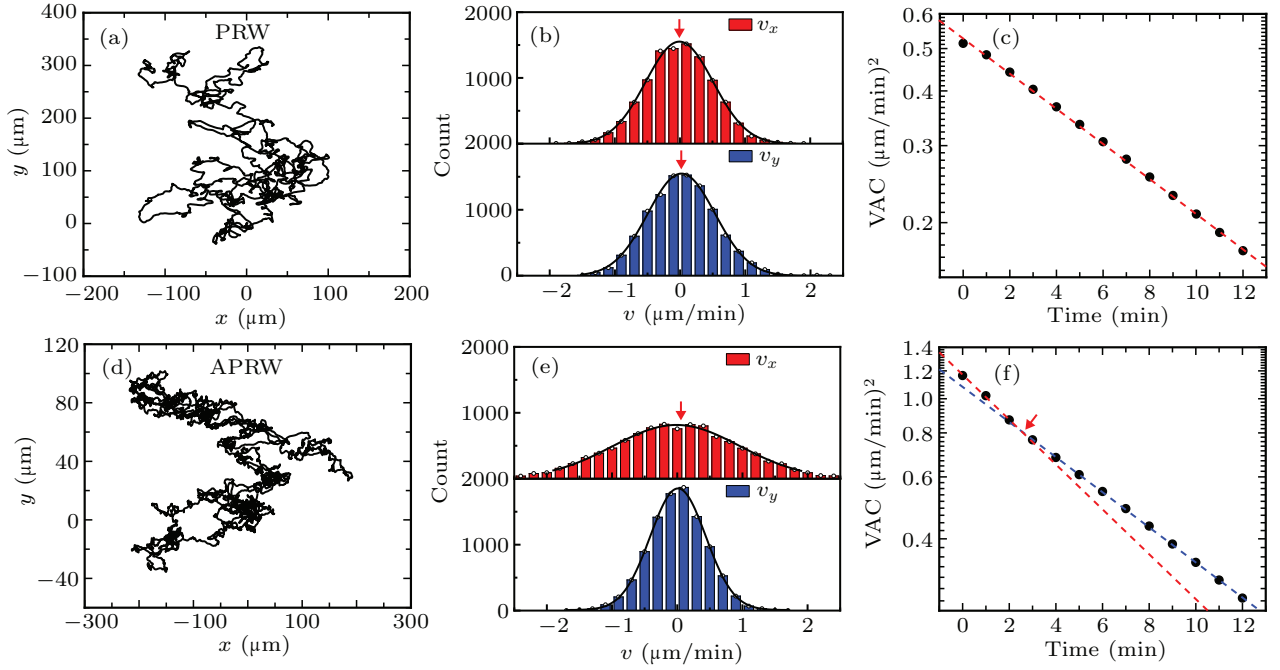 (a)
PRW
400
300
200
100
0
−100
y (µm)
−200
−100
0
100
200
x (µm)
(b)
vx
2000
1000
2000
1000
0
Count
vy
−2
−1
0
1
2
v (µm/min)
(c)
0.6
0.5
0.4
0.3
0.2
VAC (µm/min)²
0
2
4
6
8
10
12
Time (min)
(d)
APRW
120
80
40
0
−40
y (µm)
−300
−100
100
300
x (µm)
(e)
vx
2000
1000
2000
1000
0
Count
vy
−2
−1
0
1
2
v (µm/min)
(f)
1.4
1.2
1.0
0.8
0.6
0.4
VAC (µm/min)²
0
2
4
6
8
10
12
Time (min)